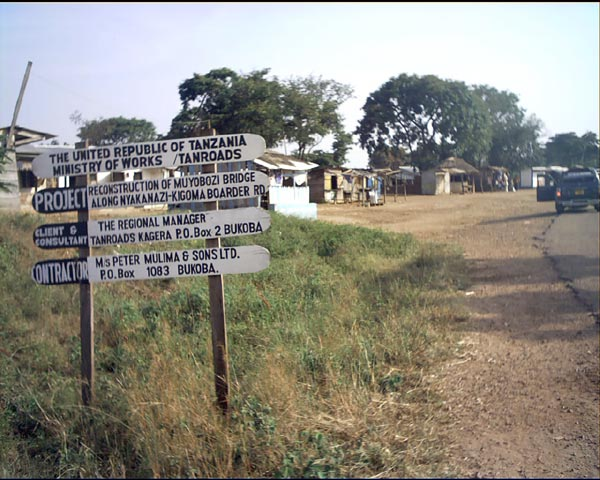 THE UNITED REPUBLIC OF TANZANIA
MINISTRY OF WORKS / TANROADS
PROJECT RECONSTRUCTION OF MUYOBOZI BRIDGE
ALONG NYAKANAZI-KIGOMA BOARDER RD
CLIENT & CONSULTANT THE REGIONAL MANAGER
TANROADS KAGERA P.O.Box 2 BUKOBA
CONTRACTOR M/s PETER MULIMA & SONS LTD.
P.O.Box 1083 BUKOBA.